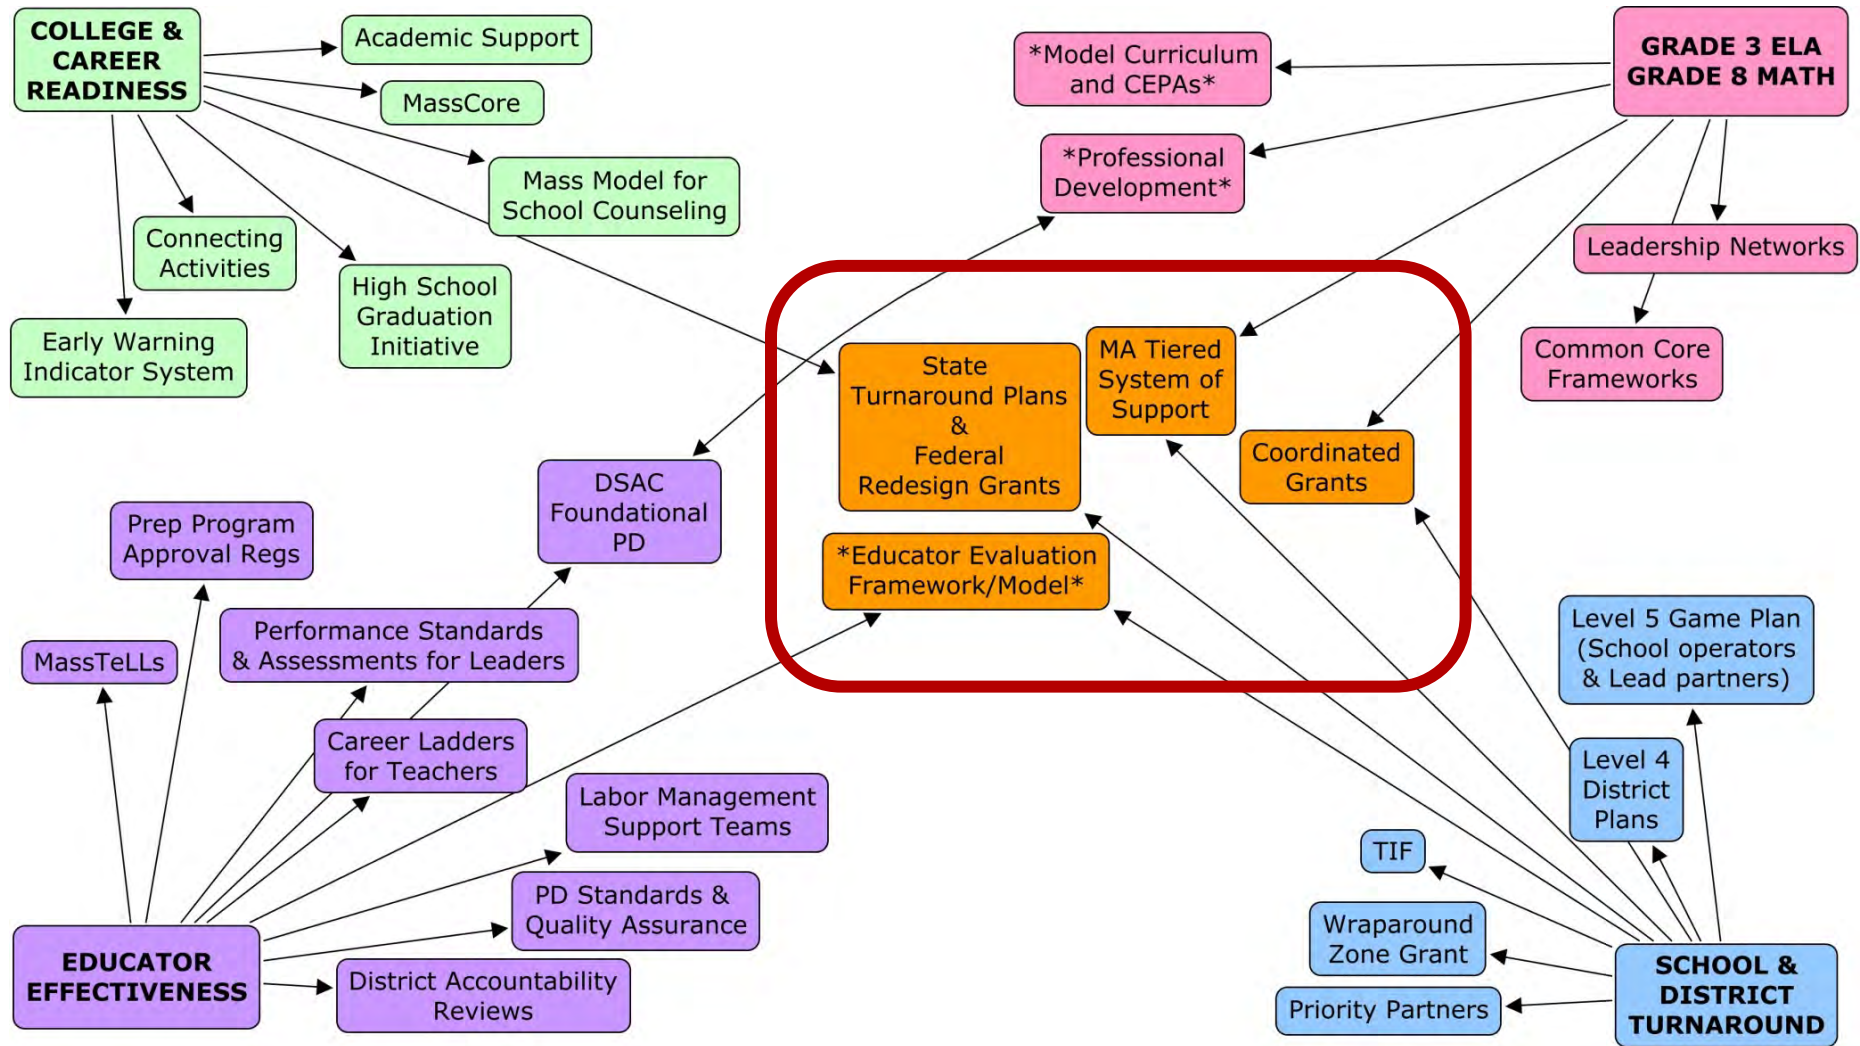 COLLEGE &
CAREER
READINESS
Academic Support
MassCore
Mass Model for
School Counseling
Connecting
Activities
High School
Graduation
Initiative
Early Warning
Indicator System
GRADE 3 ELA
GRADE 8 MATH
*Model Curriculum
and CEPAs*
*Professional
Development*
Leadership Networks
Common Core
Frameworks
State
Turnaround Plans
&
Federal
Redesign Grants
MA Tiered
System of
Support
Coordinated
Grants
*Educator Evaluation
Framework/Model*
DSAC
Foundational
PD
Prep Program
Approval Regs
MassTeLLs
Performance Standards
& Assessments for Leaders
Career Ladders
for Teachers
Labor Management
Support Teams
PD Standards &
Quality Assurance
District Accountability
Reviews
EDUCATOR
EFFECTIVENESS
Level 5 Game Plan
(School operators
& Lead partners)
Level 4
District
Plans
TIF
Wraparound
Zone Grant
Priority Partners
SCHOOL &
DISTRICT
TURNAROUND